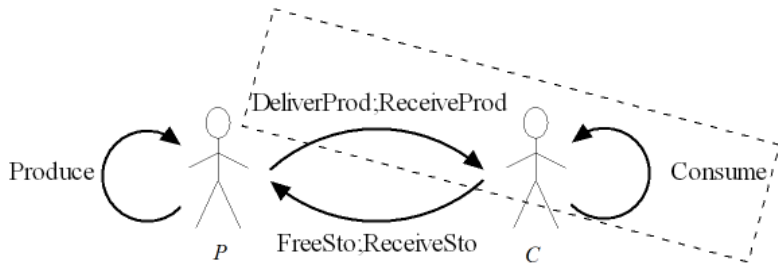 DeliverProd;ReceiveProd
Produce
Consume
FreeSto;ReceiveSto
P
C